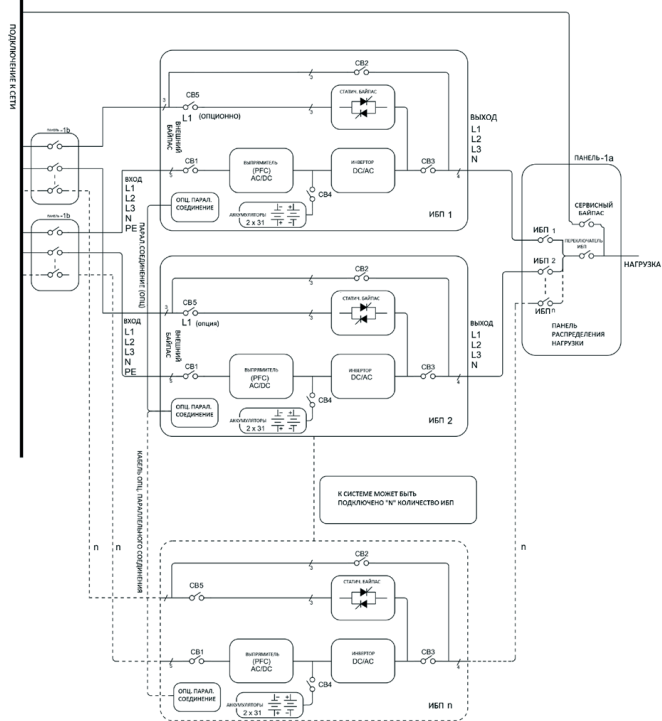 ПОДКЛЮЧЕНИЕ К СЕТИ
ПАНЕЛЬ-1b
ПАНЕЛЬ-1b
ВХОД
L1
L2
L3
N
PE
ВНЕШНИЙ
БАЙПАС
CB2
CB5
L1 (ОПЦИОННО)
СТАТИЧ. БАЙПАС
CB1
ВЫПРЯМИТЕЛЬ
(PFC)
AC/DC
ИНВЕРТОР
DC/AC
CB3
CB4
ОПЦ. ПАРАЛ.
СОЕДИНЕНИЕ
АККУМУЛЯТОРЫ
2 x 31
ИБП 1
ВЫХОД
L1
L2
L3
N
ПАРАЛ.СОЕДИНЕНИЕ (ОПЦ)
ВХОД
L1
L2
L3
N
PE
ВНЕШНИЙ
БАЙПАС
CB2
CB5
L1 (опция)
СТАТИЧ. БАЙПАС
CB1
ВЫПРЯМИТЕЛЬ
(PFC)
AC/DC
ИНВЕРТОР
DC/AC
CB3
CB4
ОПЦ. ПАРАЛ.
СОЕДИНЕНИЕ
АККУМУЛЯТОРЫ
2 x 31
ИБП 2
ВЫХОД
L1
L2
L3
N
ПАНЕЛЬ-1a
СЕРВИСНЫЙ
БАЙПАС
ИБП 1
ПЕРЕКЛЮЧАТЕЛЬ
ИБП
ИБП 2
ИБП n
НАГРУЗКА
ПАНЕЛЬ
РАСПРЕДЕЛЕНИЯ
НАГРУЗКИ
КАБЕЛЬ ОПЦ. ПАРАЛЛЕЛЬНОГО СОЕДИНЕНИЯ
К СИСТЕМЕ МОЖЕТ БЫТЬ
ПОДКЛЮЧЕНО "N" КОЛИЧЕСТВО ИБП
n
n
n
CB2
CB5
СТАТИЧ. БАЙПАС
CB1
ВЫПРЯМИТЕЛЬ
(PFC)
AC/DC
ИНВЕРТОР
DC/AC
CB3
CB4
ОПЦ. ПАРАЛ.
СОЕДИНЕНИЕ
АККУМУЛЯТОРЫ
2 x 31
ИБП n